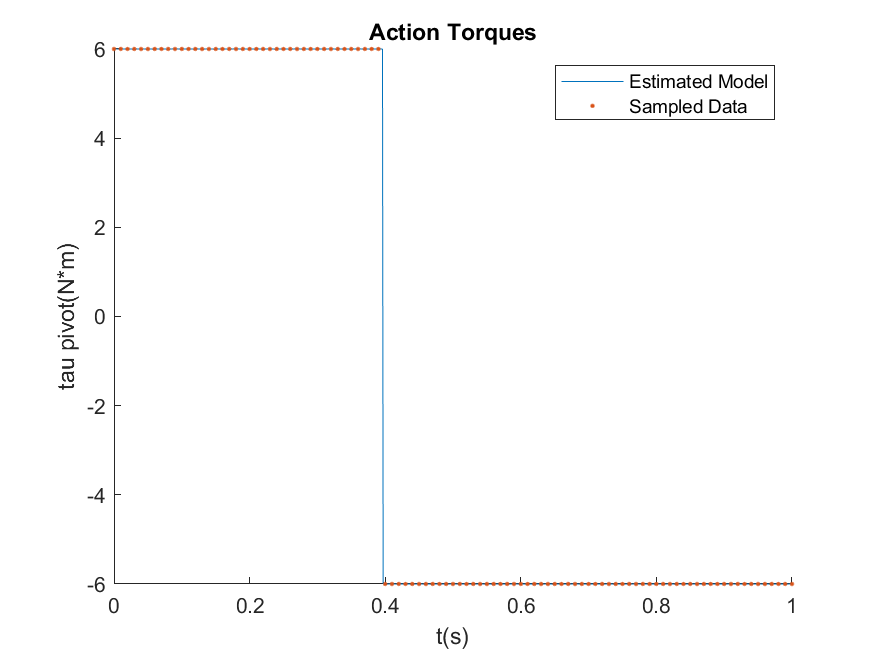 Action Torques
Estimated Model
Sampled Data
tau pivot(N*m)
6
4
2
0
-2
-4
-6
0 0.2 0.4 0.6 0.8 1
t(s)